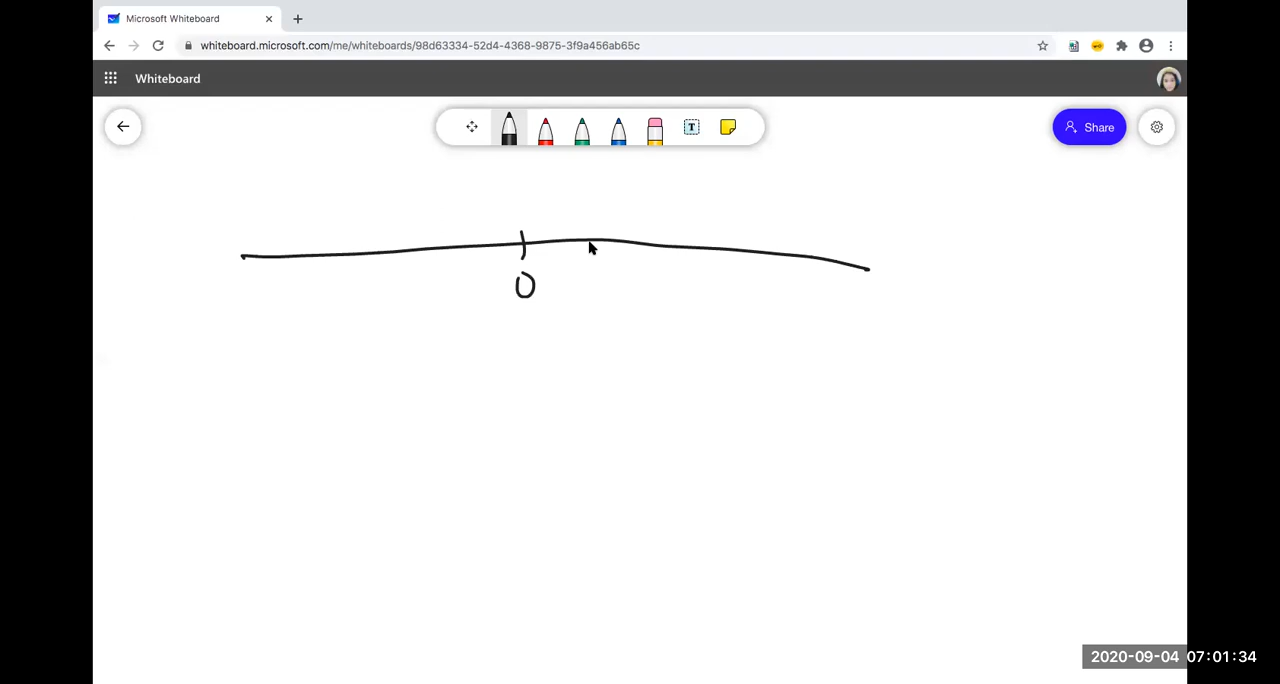 Microsoft Whiteboard
whiteboard.microsoft.com/me/whiteboards/98d63334-52d4-4368-9875-3f9a456ab65c
Whiteboard
T
Share
0
2020-09-04 07:01:34